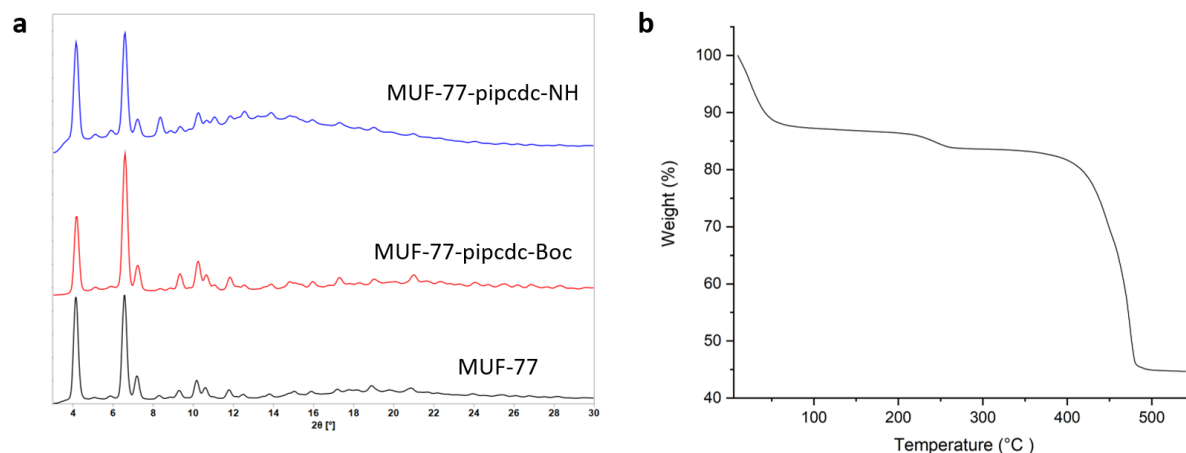 a
MUF-77-pipcdc-NH
MUF-77-pipcdc-Boc
MUF-77
4 6 8 10 12 14 16 18 20 22 24 26 28 30
2θ [°]
b
100
90
80
70
60
50
40
Weight (%)
100 200 300 400 500
Temperature (°C )